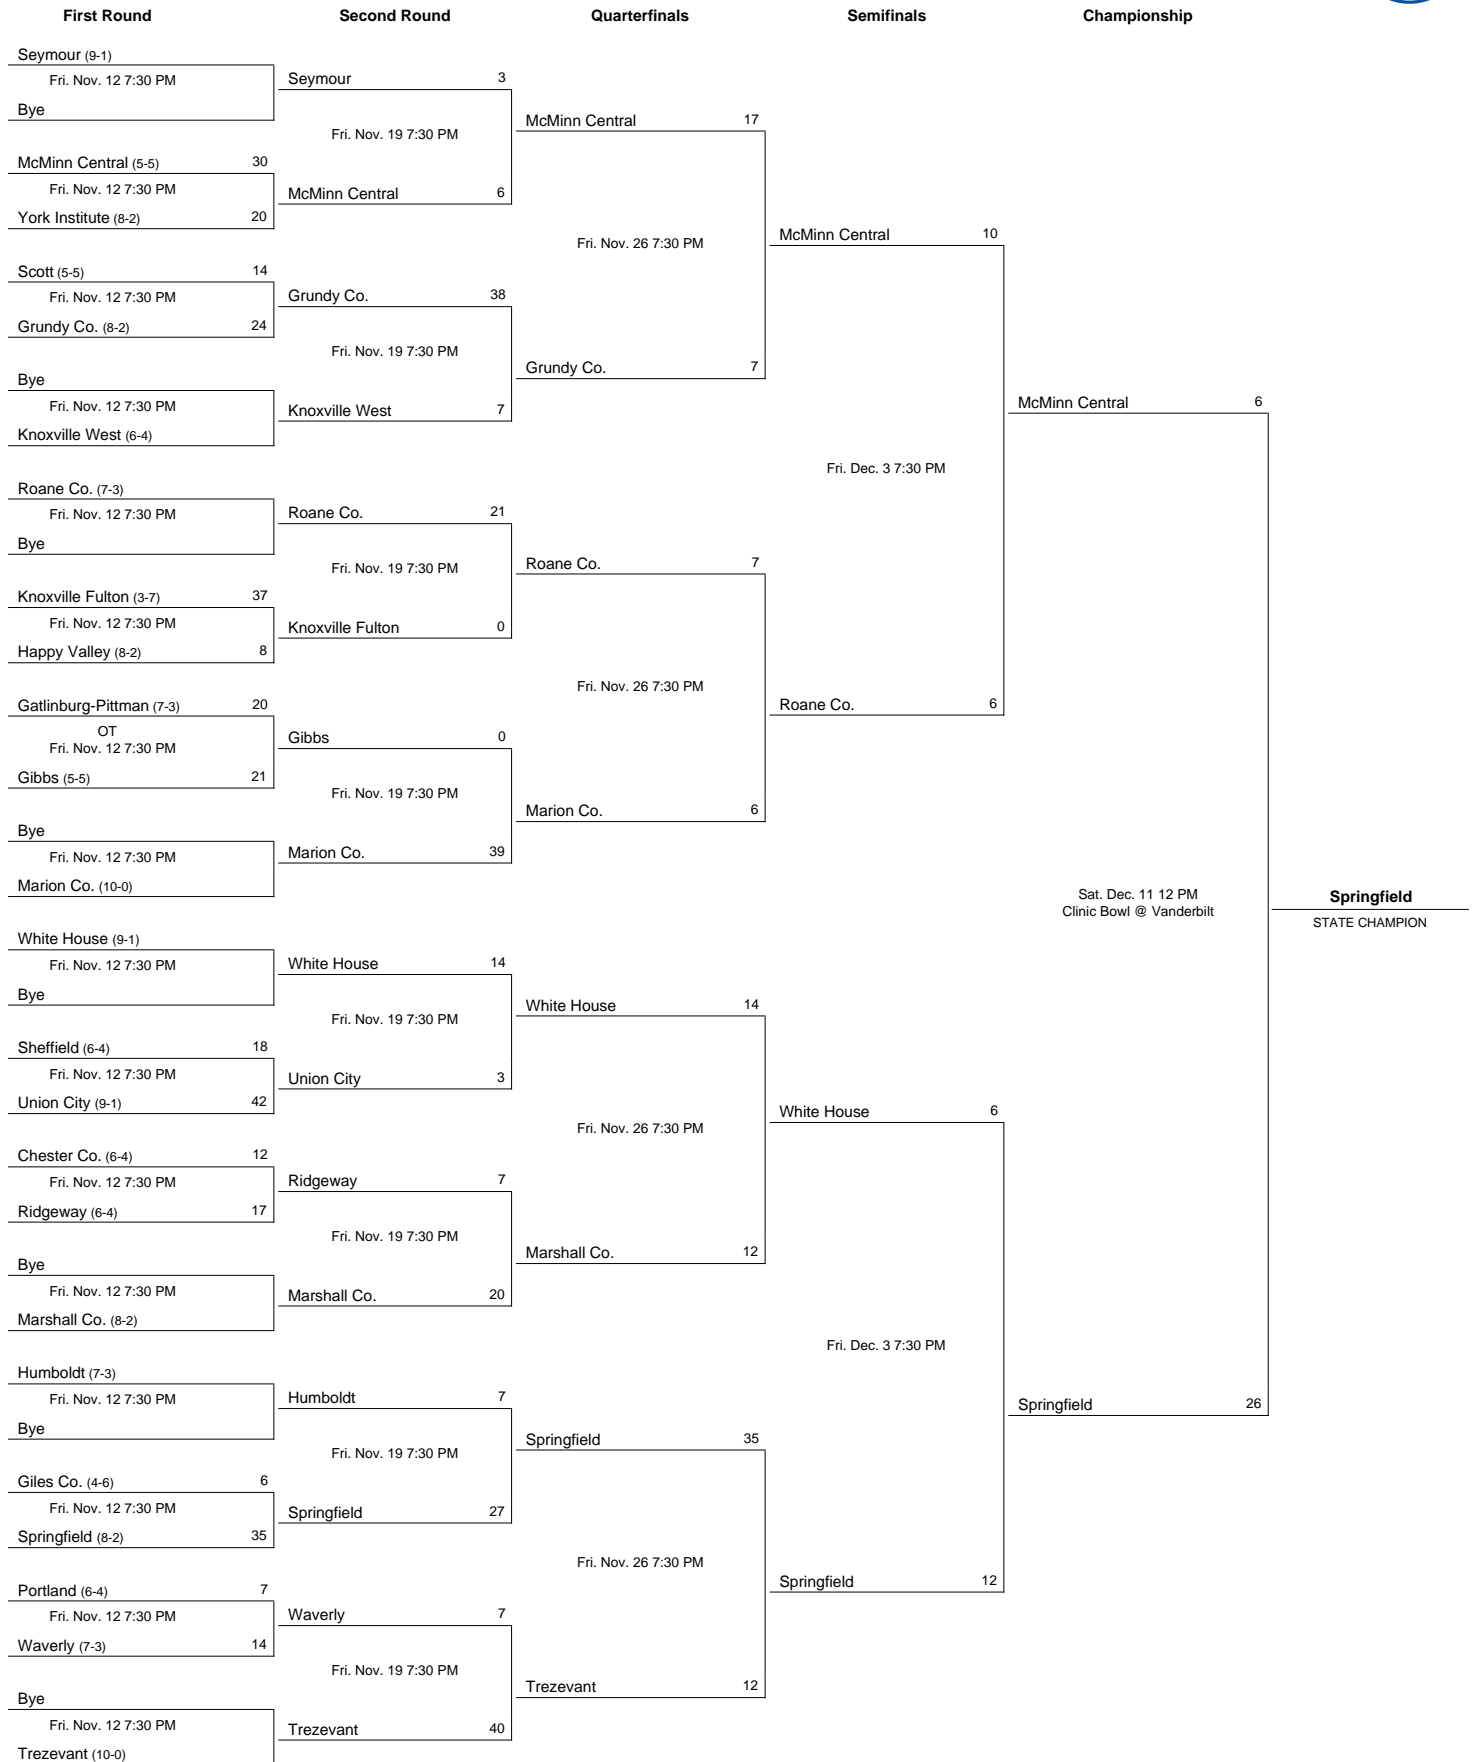 First Round Second Round Quarterfinals Semifinals Championship
Seymour (9-1)
Fri. Nov. 12 7:30 PM
Bye
McMinn Central (5-5) 30
Fri. Nov. 12 7:30 PM
York Institute (8-2) 20
Scott (5-5) 14
Fri. Nov. 12 7:30 PM
Grundy Co. (8-2) 24
Bye
Fri. Nov. 12 7:30 PM
Knoxville West (6-4)
Roane Co. (7-3)
Fri. Nov. 12 7:30 PM
Bye
Knoxville Fulton (3-7) 37
Fri. Nov. 12 7:30 PM
Happy Valley (8-2) 8
Gatlinburg-Pittman (7-3) 20
OT
Fri. Nov. 12 7:30 PM
Gibbs (5-5) 21
Bye
Fri. Nov. 12 7:30 PM
Marion Co. (10-0)
White House (9-1)
Fri. Nov. 12 7:30 PM
Bye
Sheffield (6-4) 18
Fri. Nov. 12 7:30 PM
Union City (9-1) 42
Chester Co. (6-4) 12
Fri. Nov. 12 7:30 PM
Ridgeway (6-4) 17
Bye
Fri. Nov. 12 7:30 PM
Marshall Co. (8-2)
Humboldt (7-3)
Fri. Nov. 12 7:30 PM
Bye
Giles Co. (4-6) 6
Fri. Nov. 12 7:30 PM
Springfield (8-2) 35
Portland (6-4) 7
Fri. Nov. 12 7:30 PM
Waverly (7-3) 14
Bye
Fri. Nov. 12 7:30 PM
Trezevant (10-0)
Seymour 3
Fri. Nov. 19 7:30 PM
McMinn Central 6
Grundy Co. 38
Fri. Nov. 19 7:30 PM
Knoxville West 7
Roane Co. 21
Fri. Nov. 19 7:30 PM
Knoxville Fulton 0
Gibbs 0
Fri. Nov. 19 7:30 PM
Marion Co. 39
White House 14
Fri. Nov. 19 7:30 PM
Union City 3
Ridgeway 7
Fri. Nov. 19 7:30 PM
Marshall Co. 20
Humboldt 7
Fri. Nov. 19 7:30 PM
Springfield 27
Waverly 7
Fri. Nov. 19 7:30 PM
Trezevant 40
McMinn Central 17
Fri. Nov. 26 7:30 PM
Grundy Co. 7
Roane Co. 7
Fri. Nov. 26 7:30 PM
Marion Co. 6
White House 14
Fri. Nov. 26 7:30 PM
Marshall Co. 12
Springfield 35
Fri. Nov. 26 7:30 PM
Trezevant 12
McMinn Central 10
Fri. Dec. 3 7:30 PM
Roane Co. 6
White House 6
Fri. Dec. 3 7:30 PM
Springfield 12
McMinn Central 6
Sat. Dec. 11 12 PM
Clinic Bowl @ Vanderbilt
Springfield 26
Springfield
STATE CHAMPION